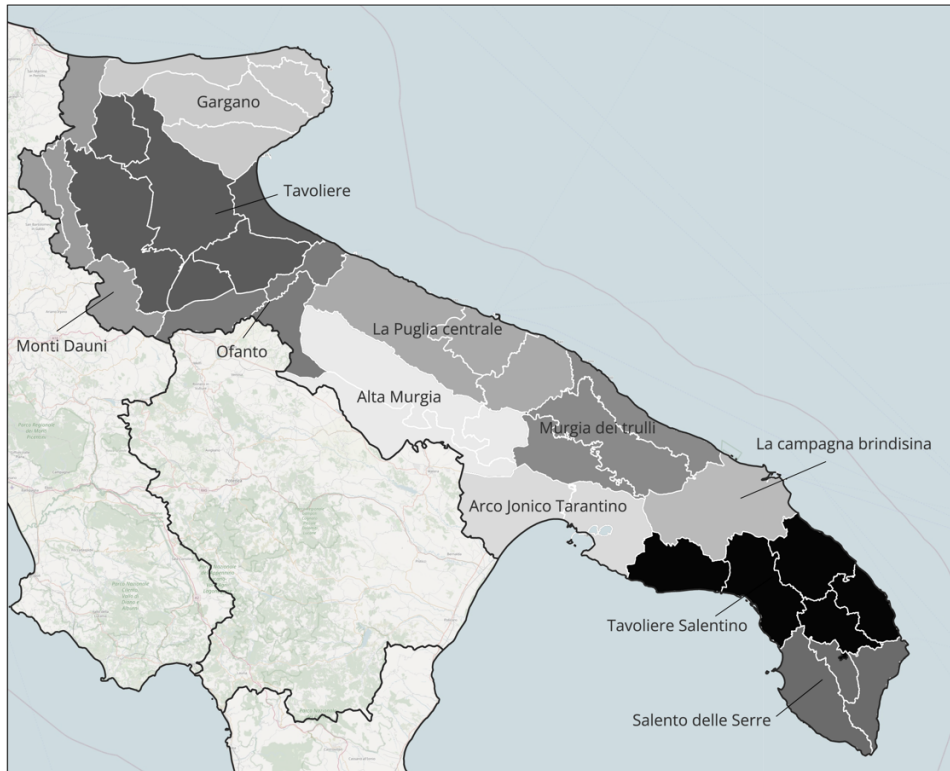 Gargano
Tavoliere
Monti Dauni
Ofanto
La Puglia centrale
Alta Murgia
Murgia dei trulli
La campagna brindisina
Arco Jonico Tarantino
Tavoliere Salentino
Salento delle Serre